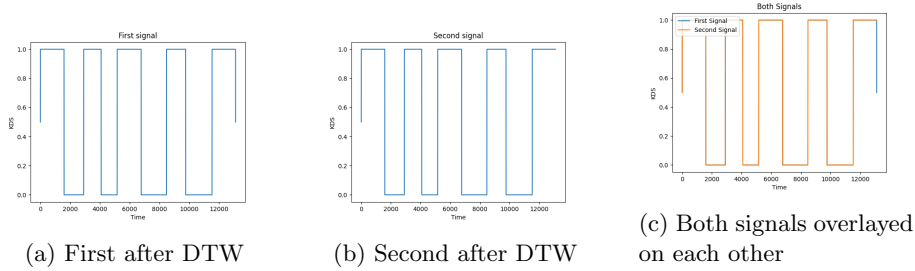 First signal
KDS
1.0
0.8
0.6
0.4
0.2
0.0
0 2000 4000 6000 8000 10000 12000
Time
(a) First after DTW
Second signal
KDS
1.0
0.8
0.6
0.4
0.2
0.0
0 2000 4000 6000 8000 10000 12000
Time
(b) Second after DTW
Both Signals
First Signal
Second Signal
KDS
1.0
0.8
0.6
0.4
0.2
0.0
0 2000 4000 6000 8000 10000 12000
Time
(c) Both signals overlayed
on each other